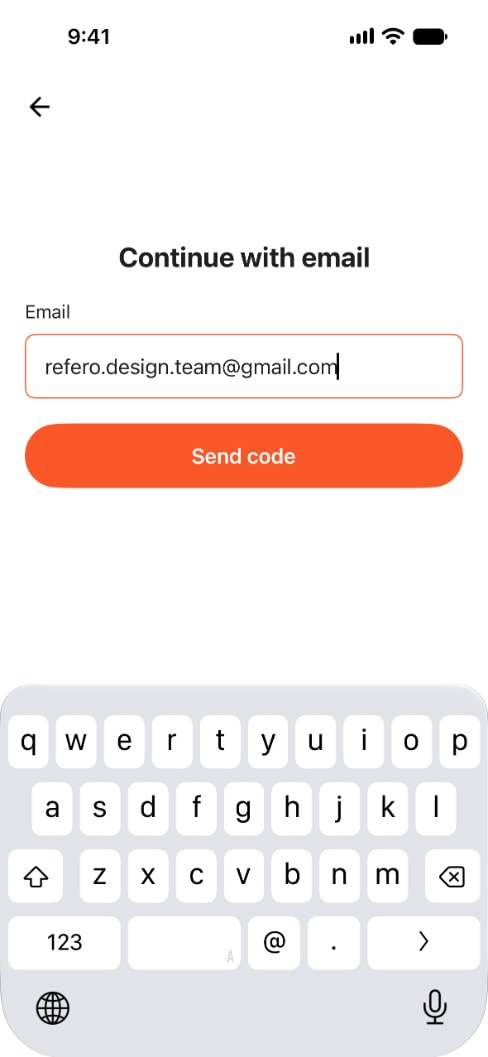 9:41
Continue with email
Email
refero.design.team@gmail.com
Send code
q w e r t y u i o p
a s d f g h j k l
z x c v b n m
123 A @ .